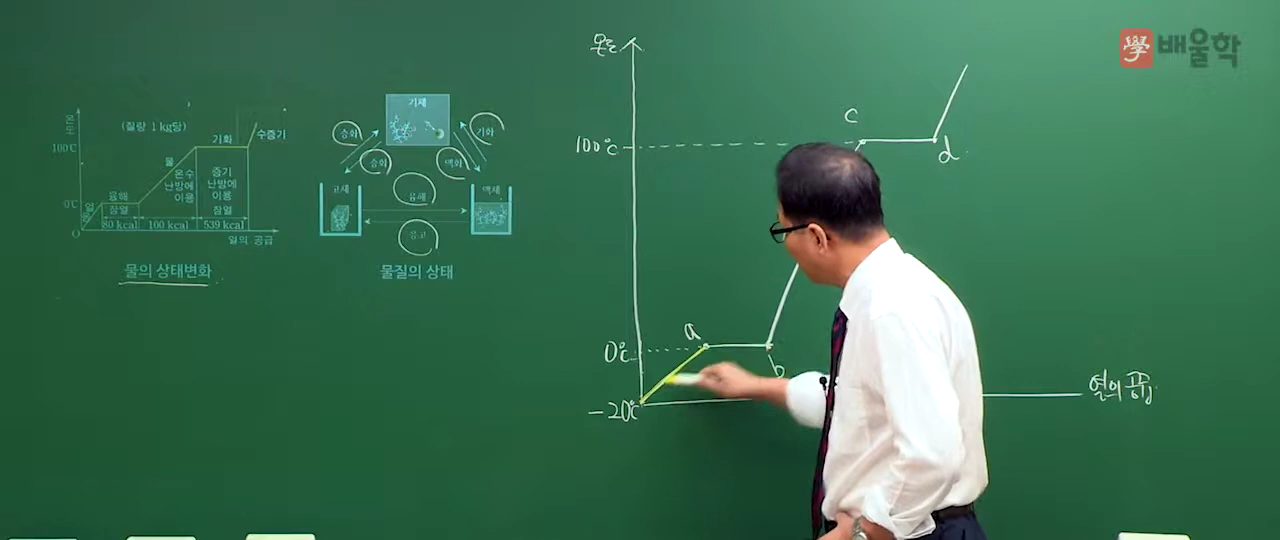 學 배울학
온도
(질량 1 kg당)
기화
수증기
100℃
물
온수
난방에
이용
증기
난방에
이용
0℃
얼음
융해
잠열
잠열
80 kcal
100 kcal
539 kcal
O
열의 공급
물의 상태변화
기체
승화
승화
기화
액화
고체
융해
액체
응고
물질의 상태
온도
100℃
c
d
0℃
a
b
-20℃
열의 공급